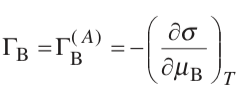 Γ_B = Γ_B^(A) = −(∂σ/∂μ_B)_T